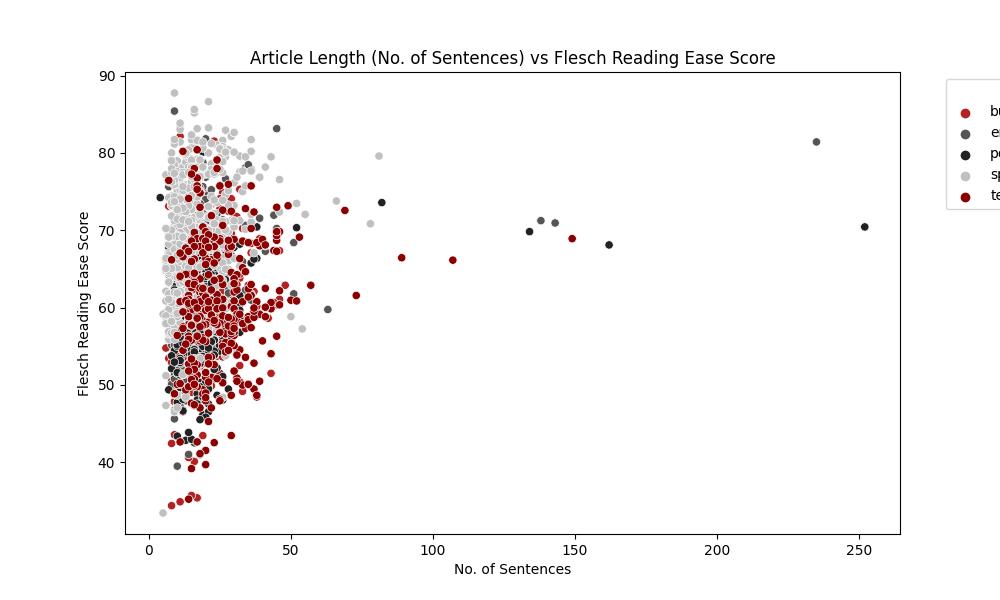 Article Length (No. of Sentences) vs Flesch Reading Ease Score
90
80
70
60
50
40
Flesch Reading Ease Score
0 50 100 150 200 250
No. of Sentences